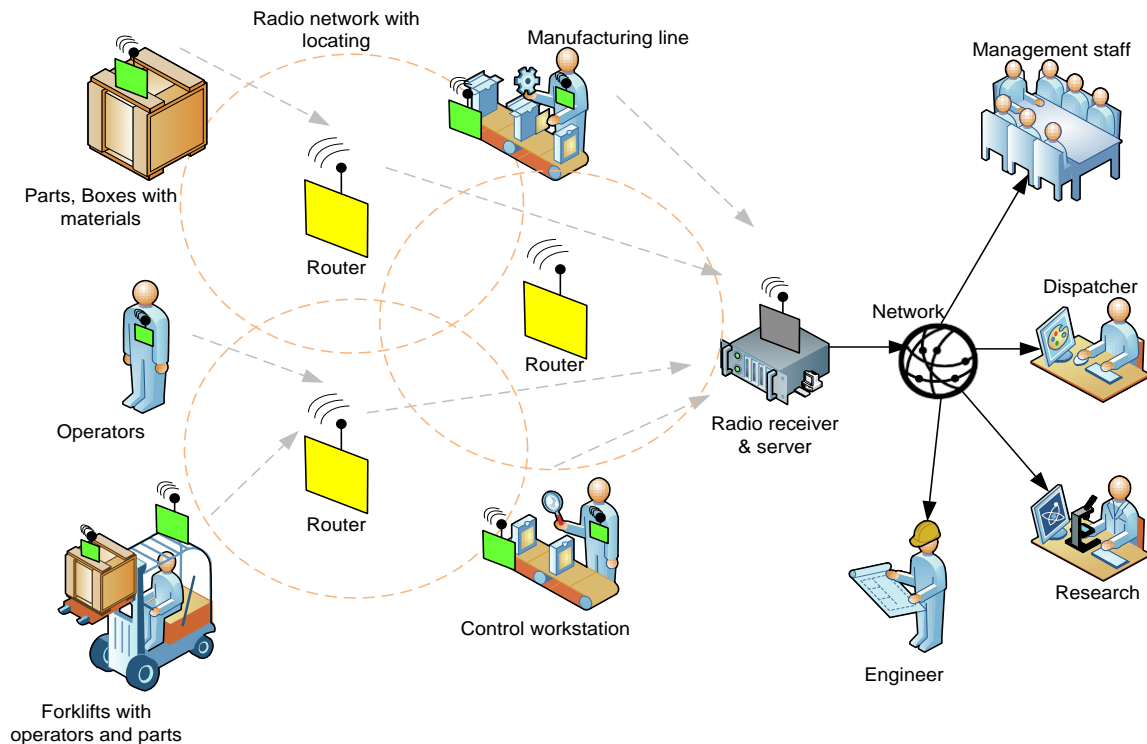 Radio network with
locating
Manufacturing line
Management staff
Parts, Boxes with
materials
Router
Router
Dispatcher
Network
Operators
Radio receiver
& server
Router
Control workstation
Research
Engineer
Forklifts with
operators and parts